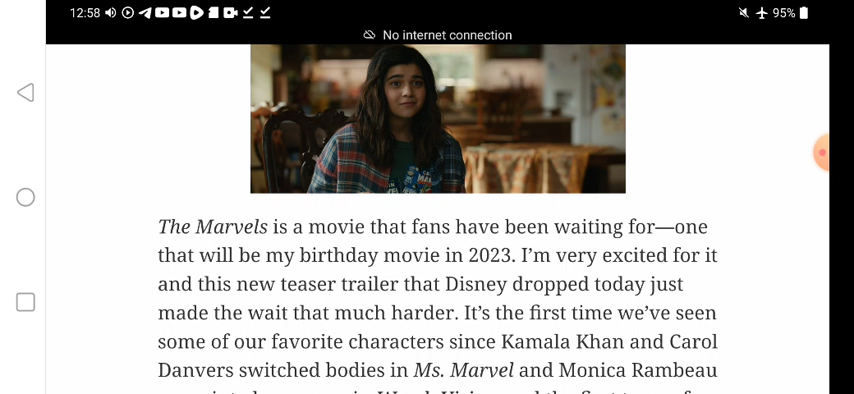 12:58
95%
No internet connection
The Marvels is a movie that fans have been waiting for—one
that will be my birthday movie in 2023. I'm very excited for it
and this new teaser trailer that Disney dropped today just
made the wait that much harder. It's the first time we've seen
some of our favorite characters since Kamala Khan and Carol
Danvers switched bodies in Ms. Marvel and Monica Rambeau